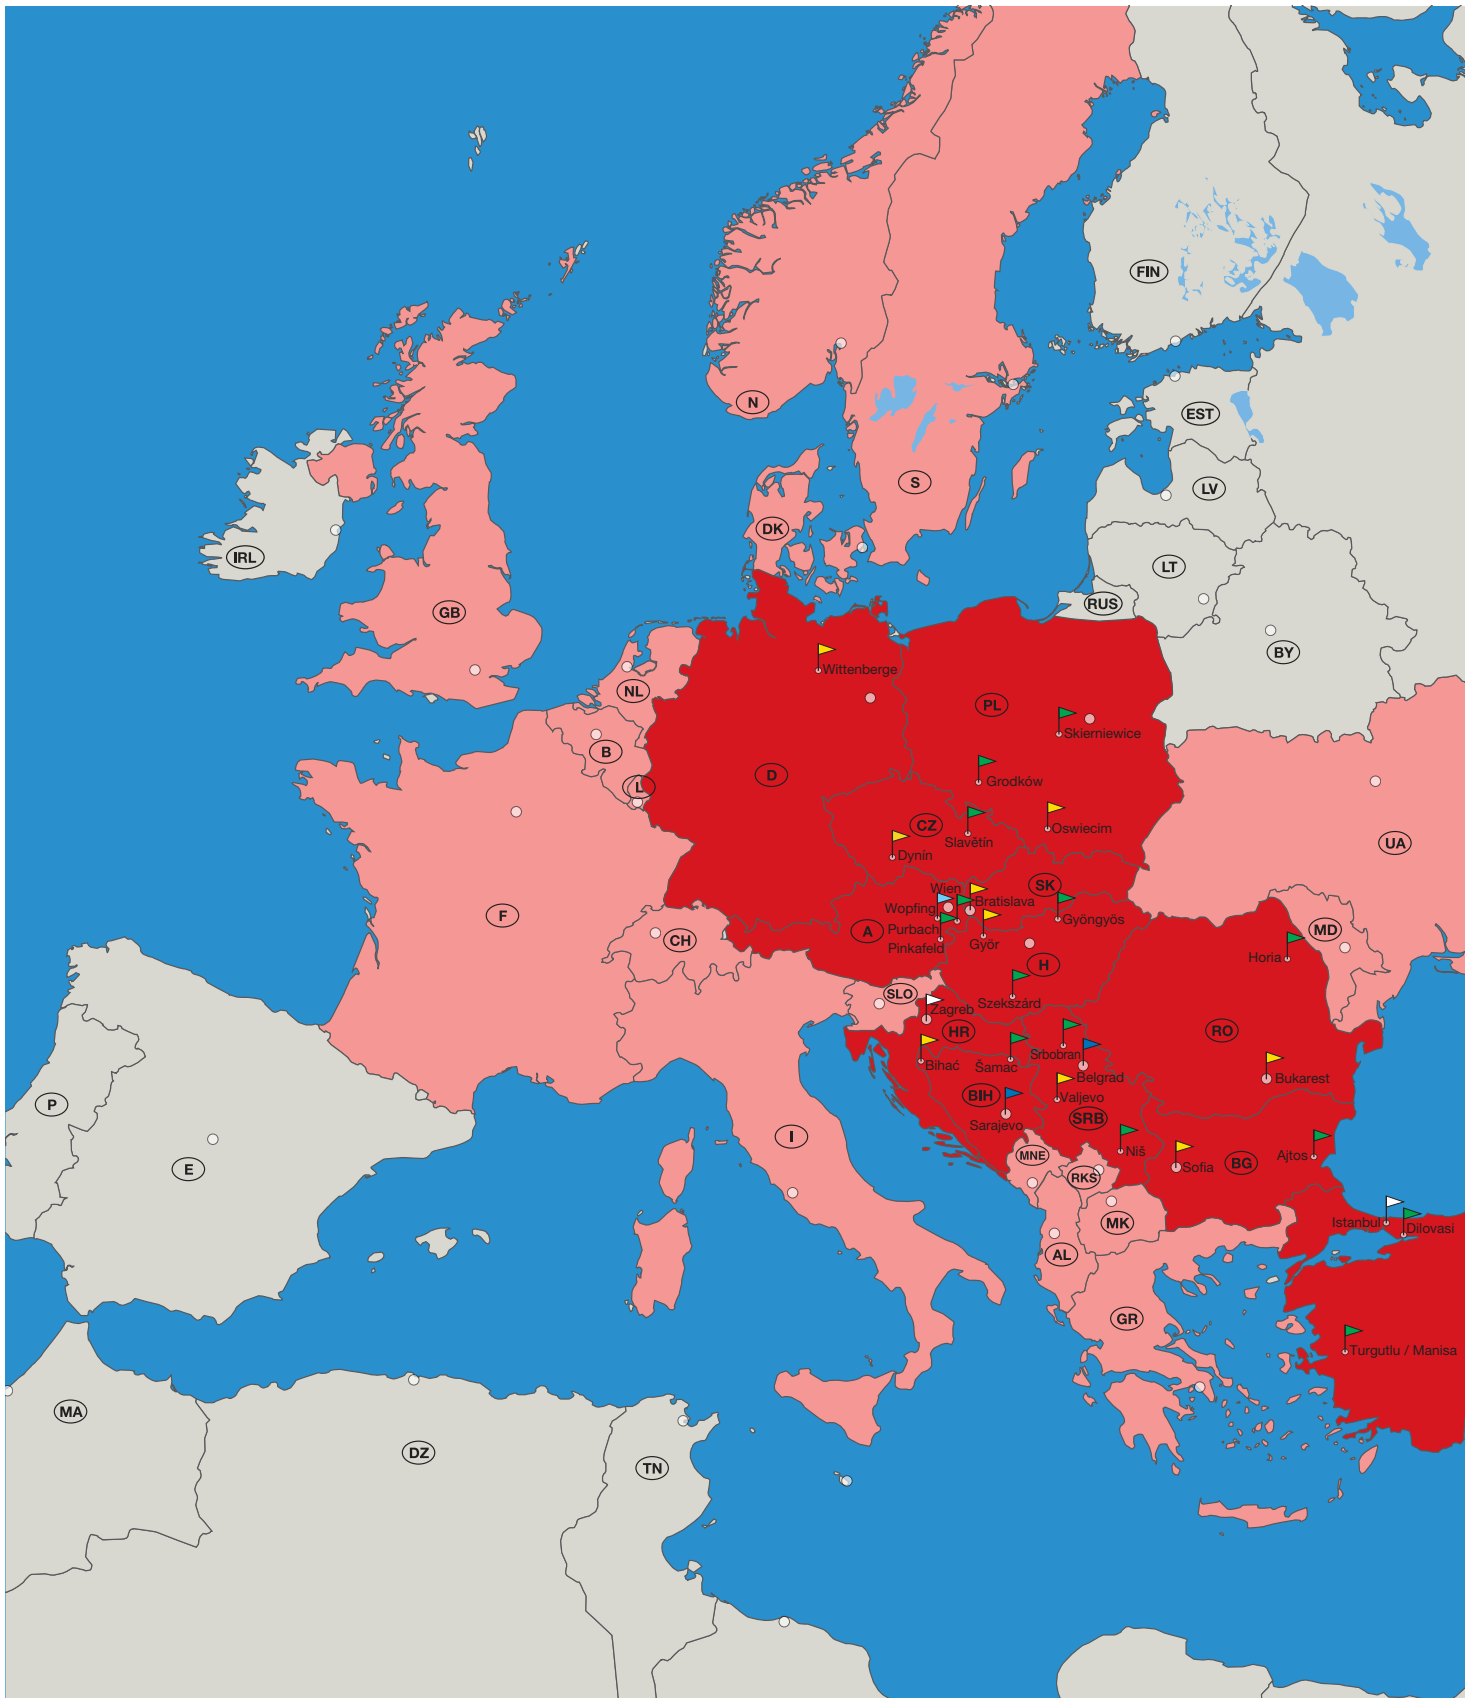 FIN
N
EST
S
LV
DK
IRL
LT
RUS
GB
BY
Wittenberge
NL
PL
Skierniewice
B
D
L
Grodków
CZ
Oswiecim
Slavětín
UA
Dynín
SK
Wien
Bratislava
Wopfing
F
Gyöngyös
Purbach
A
MD
CH
Pinkafeld
Györ
Horia
H
SLO
Szekszárd
Zagreb
HR
RO
Srbobran
Bihać
Šamac
Belgrad
Bukarest
BIH
Valjevo
P
Sarajevo
SRB
I
Niš
MNE
Ajtos
BG
E
Sofia
RKS
MK
Istanbul
Dilovasi
AL
GR
Turgutlu / Manisa
MA
DZ
TN